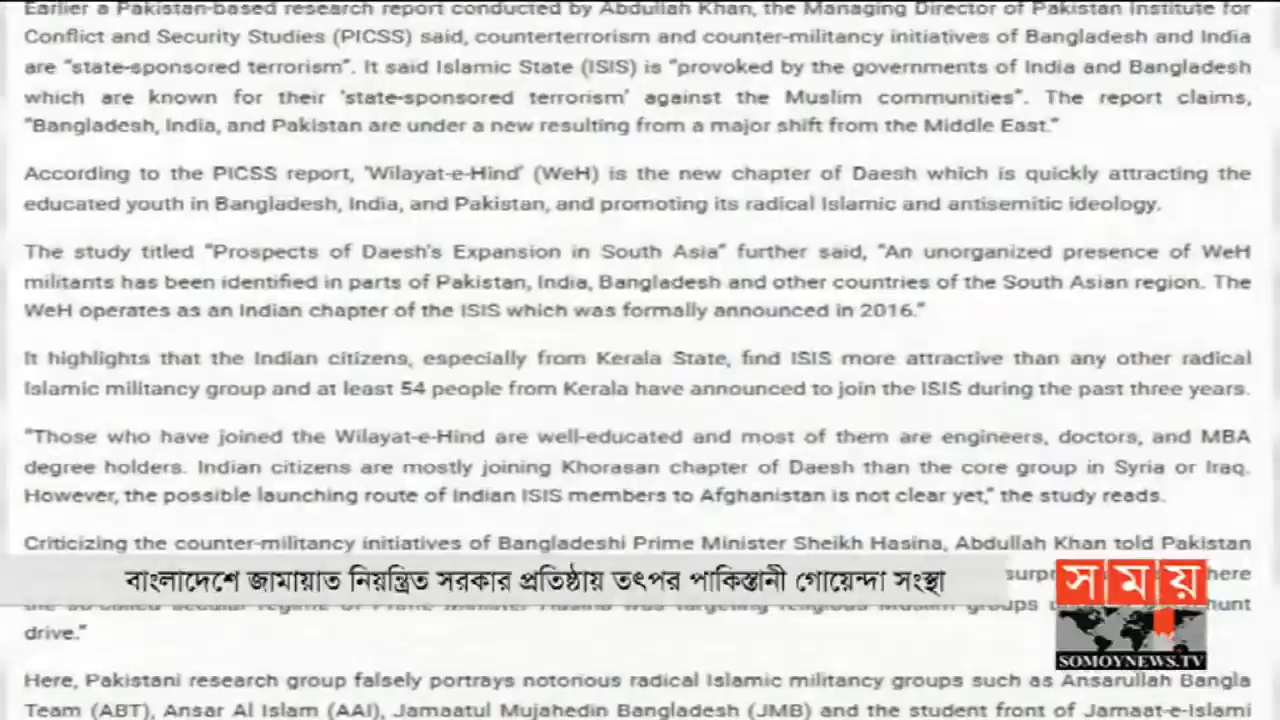 Earlier a Pakistan-based research report conducted by Abdullah Khan, the Managing Director of Pakistan Institute for
Conflict and Security Studies (PICSS) said, counterterrorism and counter-militancy initiatives of Bangladesh and India
are "state-sponsored terrorism". It said Islamic State (ISIS) is "provoked by the governments of India and Bangladesh
which are known for their 'state-sponsored terrorism' against the Muslim communities". The report claims,
"Bangladesh, India, and Pakistan are under a new resulting from a major shift from the Middle East."
According to the PICSS report, 'Wilayat-e-Hind' (WeH) is the new chapter of Daesh which is quickly attracting the
educated youth in Bangladesh, India, and Pakistan, and promoting its radical Islamic and antisemitic ideology.
The study titled "Prospects of Daesh's Expansion in South Asia" further said, "An unorganized presence of WeH
militants has been identified in parts of Pakistan, India, Bangladesh and other countries of the South Asian region. The
WeH operates as an Indian chapter of the ISIS which was formally announced in 2016."
It highlights that the Indian citizens, especially from Kerala State, find ISIS more attractive than any other radical
Islamic militancy group and at least 54 people from Kerala have announced to join the ISIS during the past three years.
"Those who have joined the Wilayat-e-Hind are well-educated and most of them are engineers, doctors, and MBA
degree holders. Indian citizens are mostly joining Khorasan chapter of Daesh than the core group in Syria or Iraq.
However, the possible launching route of Indian ISIS members to Afghanistan is not clear yet," the study reads.
Criticizing the counter-militancy initiatives of Bangladeshi Prime Minister Sheikh Hasina, Abdullah Khan told Pakistan
বাংলাদেশে জামায়াত নিয়ন্ত্রিত সরকার প্রতিষ্ঠায় তৎপর পাকিস্তানী গোয়েন্দা সংস্থা
সময়
SOMOYNEWS.TV
drive."
Here, Pakistani research group falsely portrays notorious radical Islamic militancy groups such as Ansarullah Bangla
Team (ABT), Ansar Al Islam (AAI), Jamaatul Mujahedin Bangladesh (JMB) and the student front of Jamaat-e-Islami